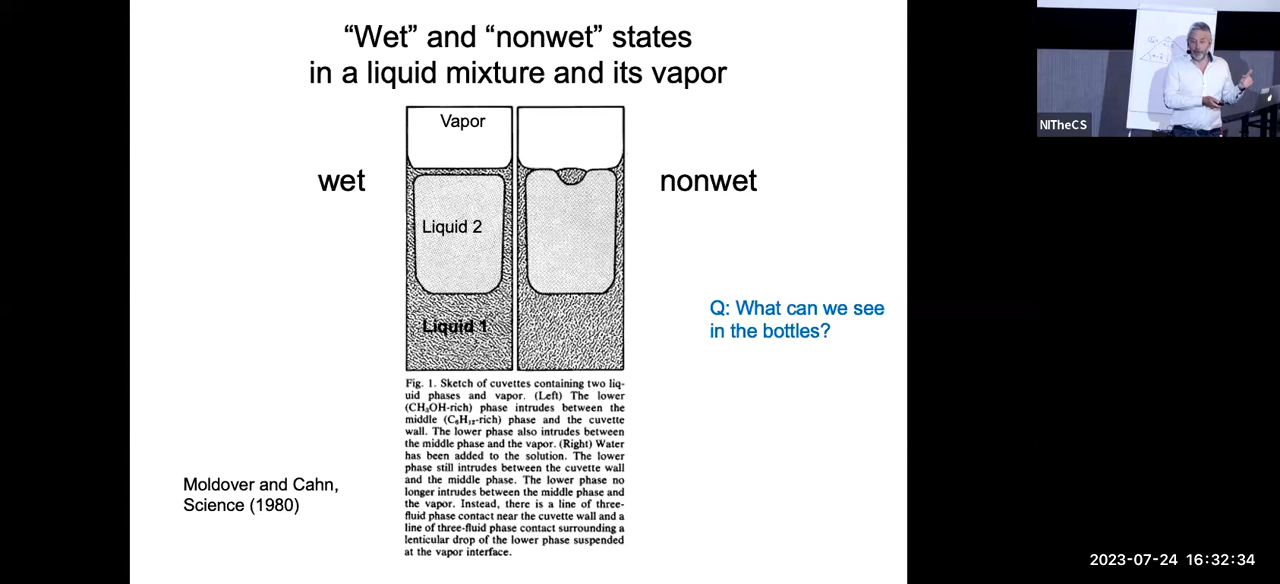 “Wet” and “nonwet” states
in a liquid mixture and its vapor
Vapor
wet
nonwet
Liquid 2
Liquid 1
Q: What can we see
in the bottles?
Fig. 1. Sketch of cuvettes containing two liq-
uid phases and vapor. (Left) The lower
(CH₃OH-rich) phase intrudes between the
middle (C₆H₁₂-rich) phase and the cuvette
wall. The lower phase also intrudes between
the middle phase and the vapor. (Right) Water
has been added to the solution. The lower
phase still intrudes between the cuvette wall
and the middle phase. The lower phase no
longer intrudes between the middle phase and
the vapor. Instead, there is a line of three-
fluid phase contact near the cuvette wall and a
line of three-fluid phase contact surrounding a
lenticular drop of the lower phase suspended
at the vapor interface.
Moldover and Cahn,
Science (1980)
NITheCS
2023-07-24 16:32:34